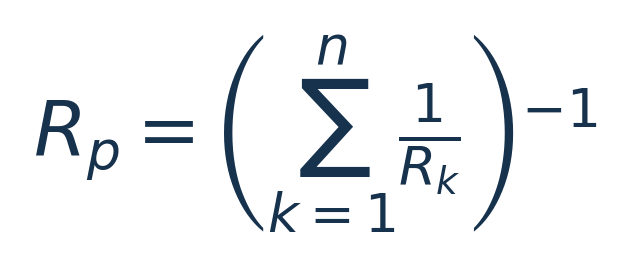 R_p = \left( \sum_{k=1}^{n} \frac{1}{R_k} \right)^{-1}